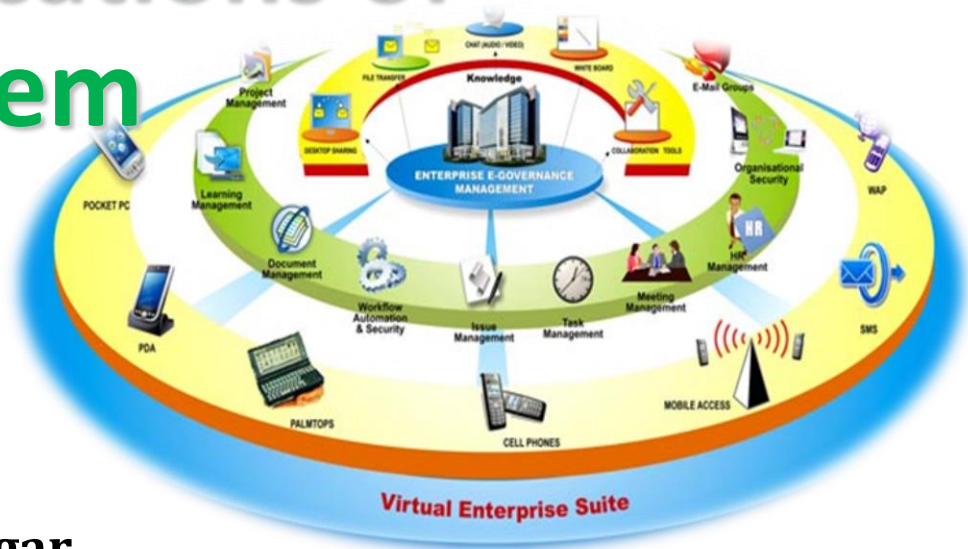 em
CHAT (AUDIO / VIDEO)
FILE TRANSFER
WHITE BOARD
Knowledge
E-Mail Groups
Project
Management
DESKTOP SHARING
COLLABORATION TOOLS
ENTERPRISE E-GOVERNANCE
MANAGEMENT
Organisational
Security
Learning
Management
WAP
POCKET PC
HR
HR
Management
Document
Management
Meeting
Management
Workflow
Automation
& Security
Issue
Management
Task
Management
SMS
PDA
MOBILE ACCESS
PALMTOPS
CELL PHONES
Virtual Enterprise Suite
gar